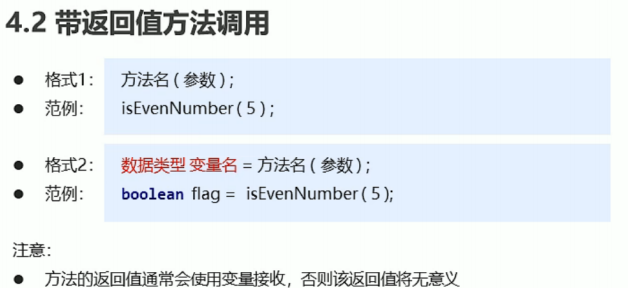 4.2 带返回值方法调用
● 格式1： 方法名 ( 参数 ) ;
● 范例： isEvenNumber ( 5 ) ;
● 格式2： 数据类型 变量名 = 方法名 ( 参数 ) ;
● 范例： boolean flag = isEvenNumber ( 5 );
注意：
● 方法的返回值通常会使用变量接收，否则该返回值将无意义